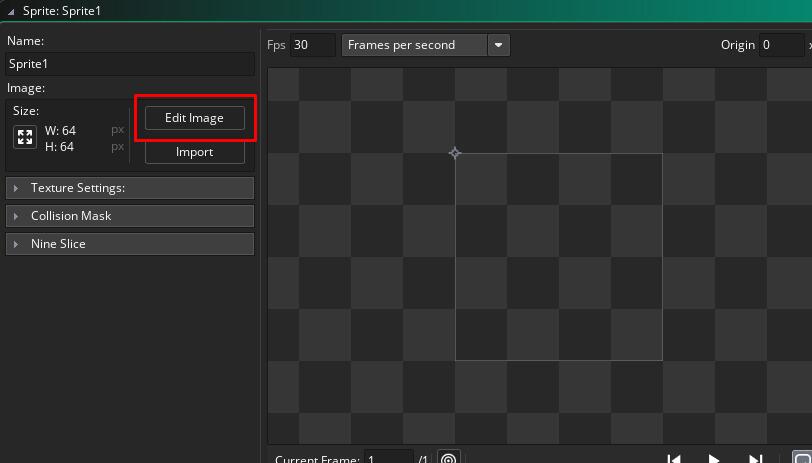 Sprite: Sprite1
Name:
Sprite1
Image:
Size:
W: 64 px
H: 64 px
Edit Image
Import
Texture Settings:
Collision Mask
Nine Slice
Fps 30 Frames per second Origin 0 x
Current Frame: 1 /1